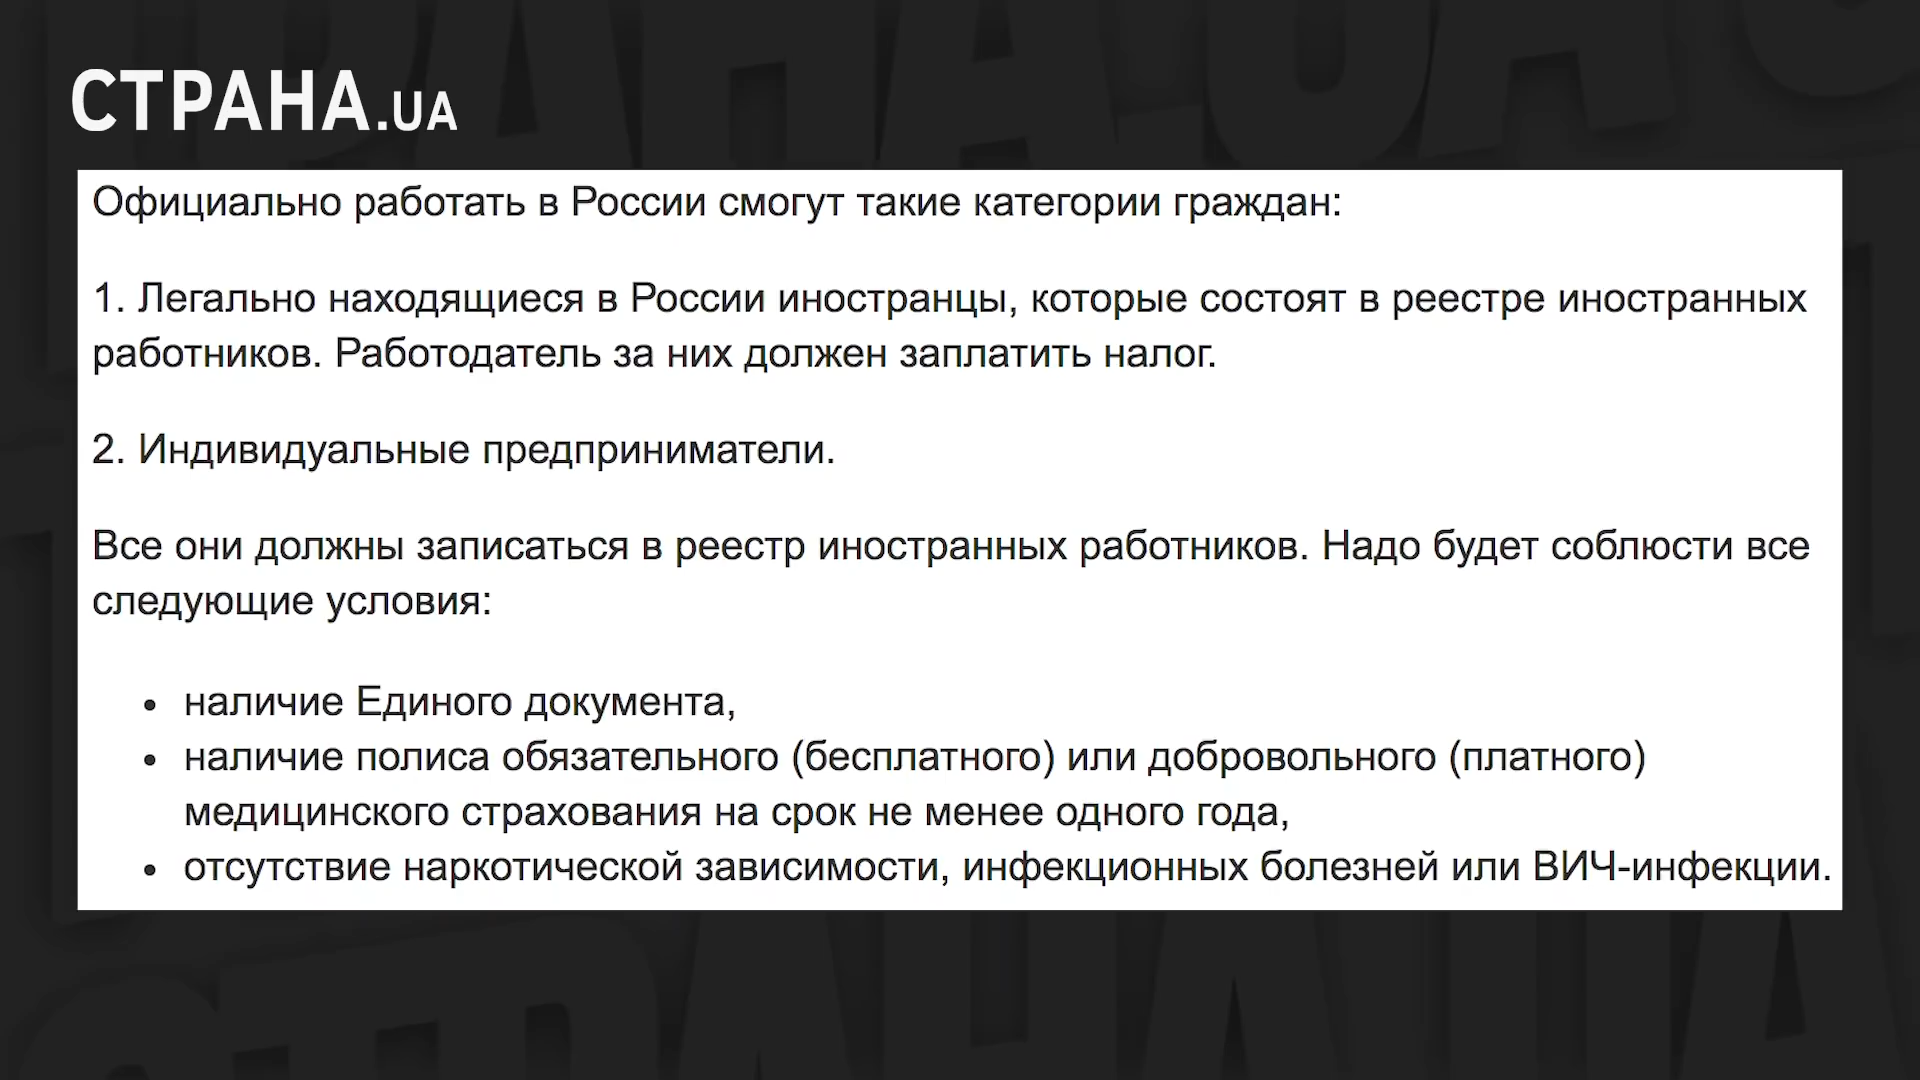 СТРАНА.UA
Официально работать в России смогут такие категории граждан:
1. Легально находящиеся в России иностранцы, которые состоят в реестре иностранных
работников. Работодатель за них должен заплатить налог.
2. Индивидуальные предприниматели.
Все они должны записаться в реестр иностранных работников. Надо будет соблюсти все
следующие условия:
• наличие Единого документа,
• наличие полиса обязательного (бесплатного) или добровольного (платного)
медицинского страхования на срок не менее одного года,
• отсутствие наркотической зависимости, инфекционных болезней или ВИЧ-инфекции.